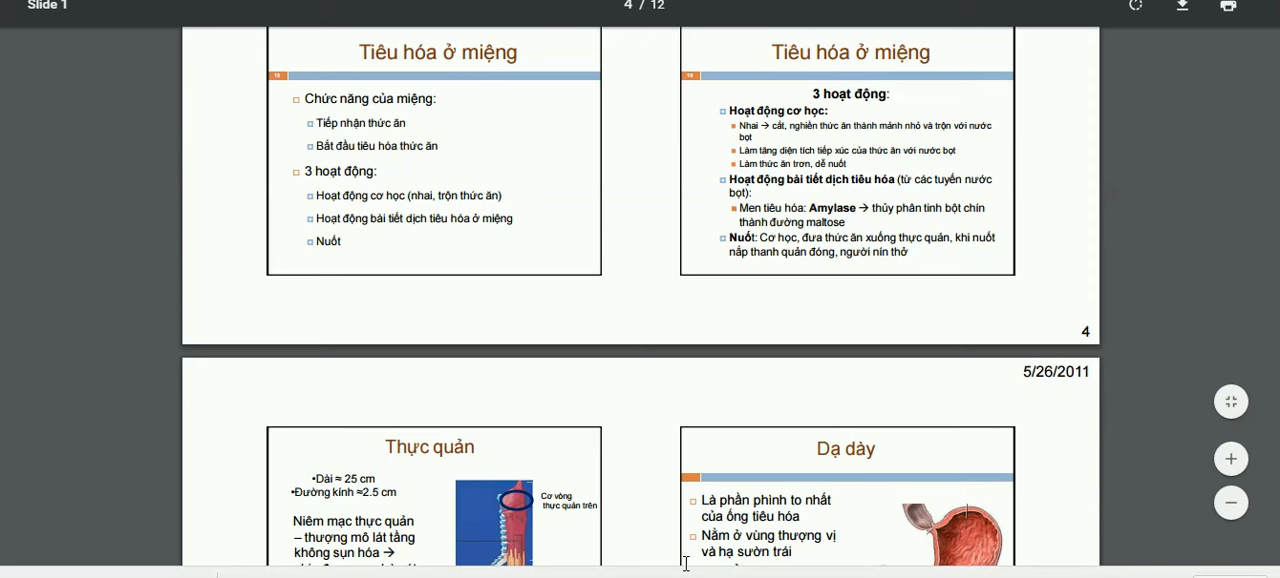 Slide 1
4 / 12
Tiêu hóa ở miệng
Chức năng của miệng:
Tiếp nhận thức ăn
Bắt đầu tiêu hóa thức ăn
3 hoạt động:
Hoạt động cơ học (nhai, trộn thức ăn)
Hoạt động bài tiết dịch tiêu hóa ở miệng
Nuốt
Tiêu hóa ở miệng
3 hoạt động:
Hoạt động cơ học:
Nhai → cắt, nghiền thức ăn thành mảnh nhỏ và trộn với nước
bọt
Làm tăng diện tích tiếp xúc của thức ăn với nước bọt
Làm thức ăn trơn, dễ nuốt
Hoạt động bài tiết dịch tiêu hóa (từ các tuyến nước
bọt):
Men tiêu hóa: Amylase → thủy phân tinh bột chín
thành đường maltose
Nuốt: Cơ học, đưa thức ăn xuống thực quản, khi nuốt
nắp thanh quản đóng, người nín thở
4
5/26/2011
Thực quản
•Dài ≈ 25 cm
•Đường kính ≈2.5 cm
Niêm mạc thực quản
– thượng mô lát tầng
không sụn hóa →
Cơ vòng
thực quản trên
Dạ dày
Là phần phình to nhất
của ống tiêu hóa
Nằm ở vùng thượng vị
và hạ sườn trái